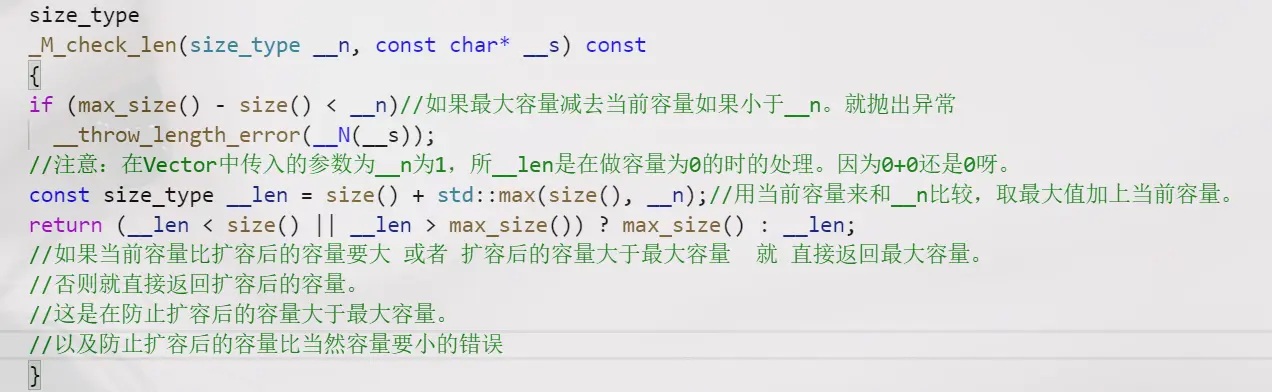 size_type
_M_check_len(size_type __n, const char* __s) const
{
if (max_size() - size() < __n)//如果最大容量减去当前容量如果小于__n。就抛出异常
__throw_length_error(__N(__s));
//注意：在Vector中传入的参数为__n为1，所__len是在做容量为0的时的处理。因为0+0还是0呀。
const size_type __len = size() + std::max(size(), __n);//用当前容量来和__n比较，取最大值加上当前容量。
return (__len < size() || __len > max_size()) ? max_size() : __len;
//如果当前容量比扩容后的容量要大 或者 扩容后的容量大于最大容量  就 直接返回最大容量。
//否则就直接返回扩容后的容量。
//这是在防止扩容后的容量大于最大容量。
//以及防止扩容后的容量比当然容量要小的错误
}